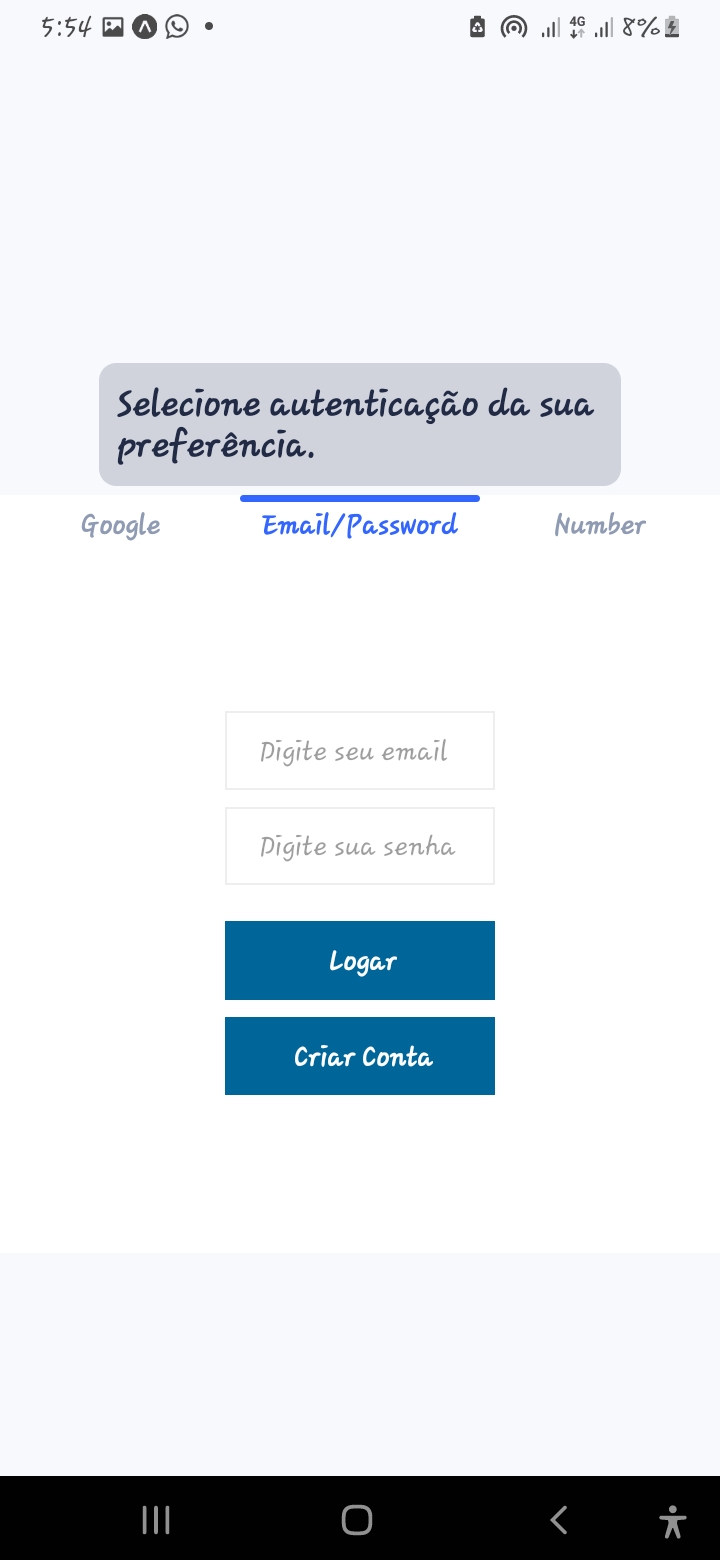 5:54
4G
8%
Selecione autenticação da sua
preferência.
Google Email/Password Number
Digite seu email
Digite sua senha
Logar
Criar Conta